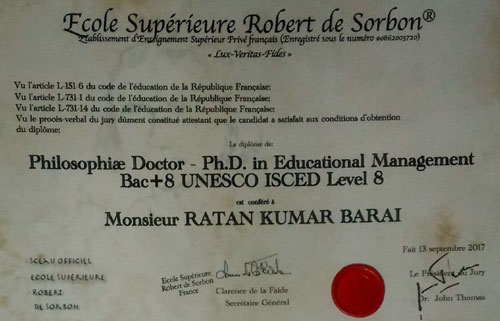 Ecole Supérieure Robert de Sorbon®
Etablissement d'Enseignement Supérieur Privé français (Enregistré sous le numéro 40862003720)
« Lux-Veritas-Fides »
Vu l'article L-151-6 du code de l'éducation de la République Française:
Vu l'article L-731-1 du code de l'éducation de la République Française;
Vu l'article L-731-14 du code de l'éducation de la République Française;
Vu le procès-verbal du jury dûment constitué attestant que le candidat a satisfait aux conditions d'obtention
du diplôme:
Le diplôme de:
Philosophiæ Doctor - Ph.D. in Educational Management
Bac+8 UNESCO ISCED Level 8
est conféré à
Monsieur RATAN KUMAR BARAI
Fait 13 septembre 2017
SCEAU OFFICIEL
ECOLE SUPERIEURE
ROBERT
DE SORBON
Ecole Supérieure
Robert de Sorbon
France
Clarence de la Falde
Secrétaire Général
Le Président du Jury
Dr. John Thomas